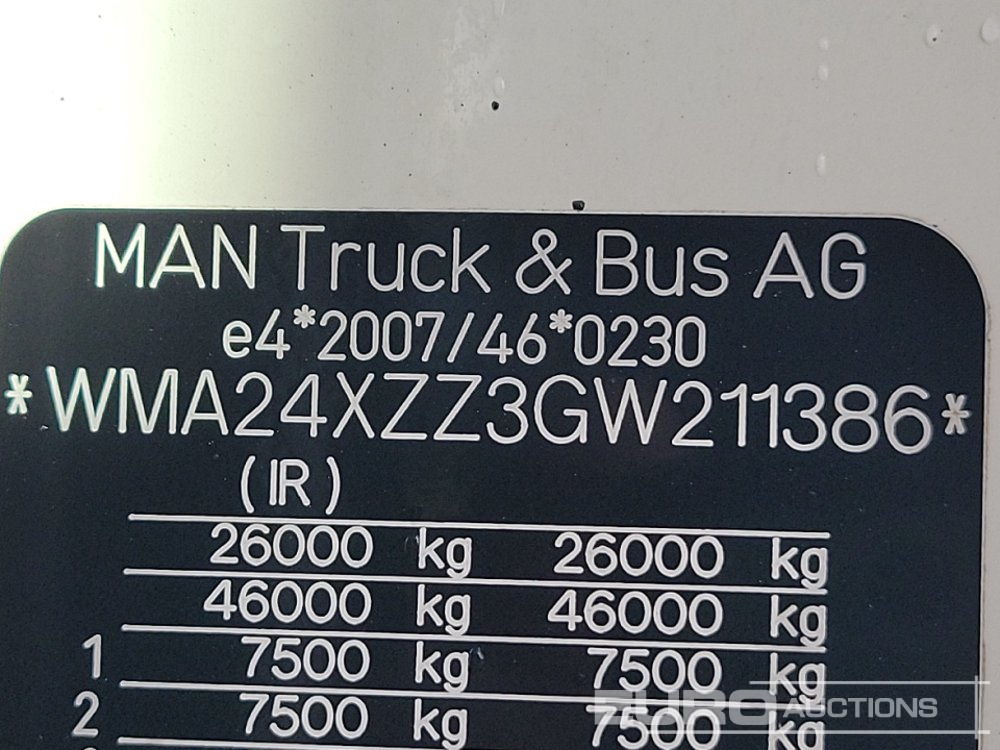 MAN Truck & Bus AG
e4*2007/46*0230
*WMA24XZZ3GW211386*
(IR)
26000 kg 26000 kg
46000 kg 46000 kg
1 7500 kg 7500 kg
2 7500 kg 7500 kg
EURO AUCTIONS